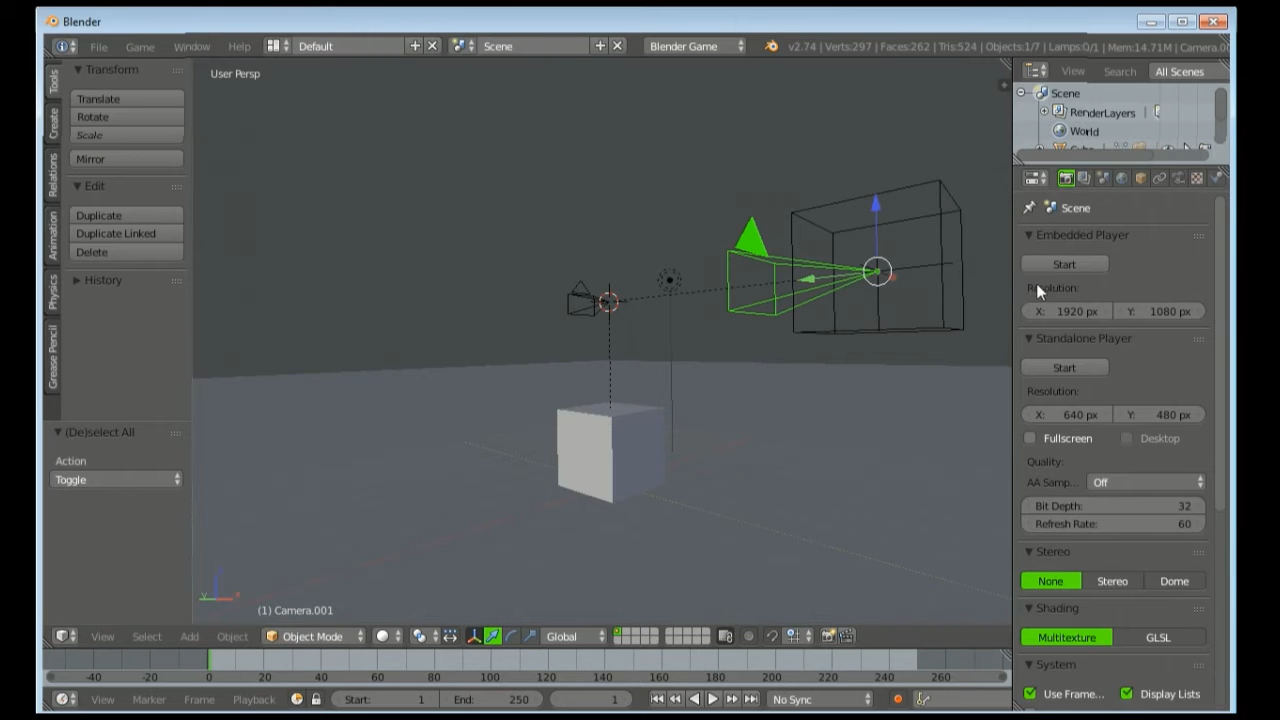 Blender
File Game Window Help Default Scene Blender Game v2.74 | Verts:297 | Faces:262 | Tris:524 | Objects:1/7 | Lamps:0/1 | Mem:14.71M | Camera.0
Tools
Create
Relations
Animation
Physics
Grease Pencil
Transform
Translate
Rotate
Scale
Mirror
Edit
Duplicate
Duplicate Linked
Delete
History
(De)select All
Action
Toggle
User Persp
(1) Camera.001
View Search All Scenes
Scene
RenderLayers
World
Scene
Embedded Player
Start
Resolution:
X: 1920 px Y: 1080 px
Standalone Player
Start
Resolution:
X: 640 px Y: 480 px
Fullscreen Desktop
Quality:
AA Samp... Off
Bit Depth: 32
Refresh Rate: 60
Stereo
None Stereo Dome
Shading
Multitexture GLSL
System
Use Frame... Display Lists
View Select Add Object Object Mode Global
-40 -20 0 20 40 60 80 100 120 140 160 180 200 220 240 260
View Marker Frame Playback Start: 1 End: 250 1 No Sync